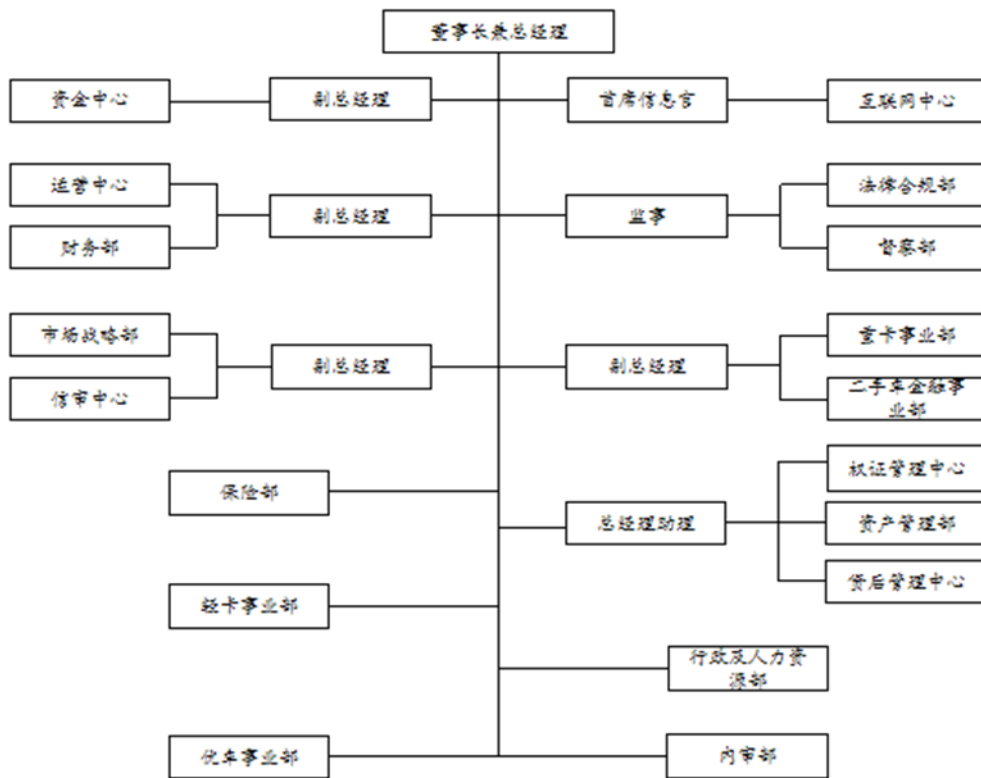 董事长兼总经理
资金中心
副总经理
首席信息官
互联网中心
运营中心
副总经理
监事
法律合规部
财务部
督察部
市场战略部
副总经理
副总经理
重卡事业部
信审中心
二手车金融事
业部
保险部
总经理助理
权证管理中心
资产管理部
贷后管理中心
轻卡事业部
行政及人力资
源部
优车事业部
内审部